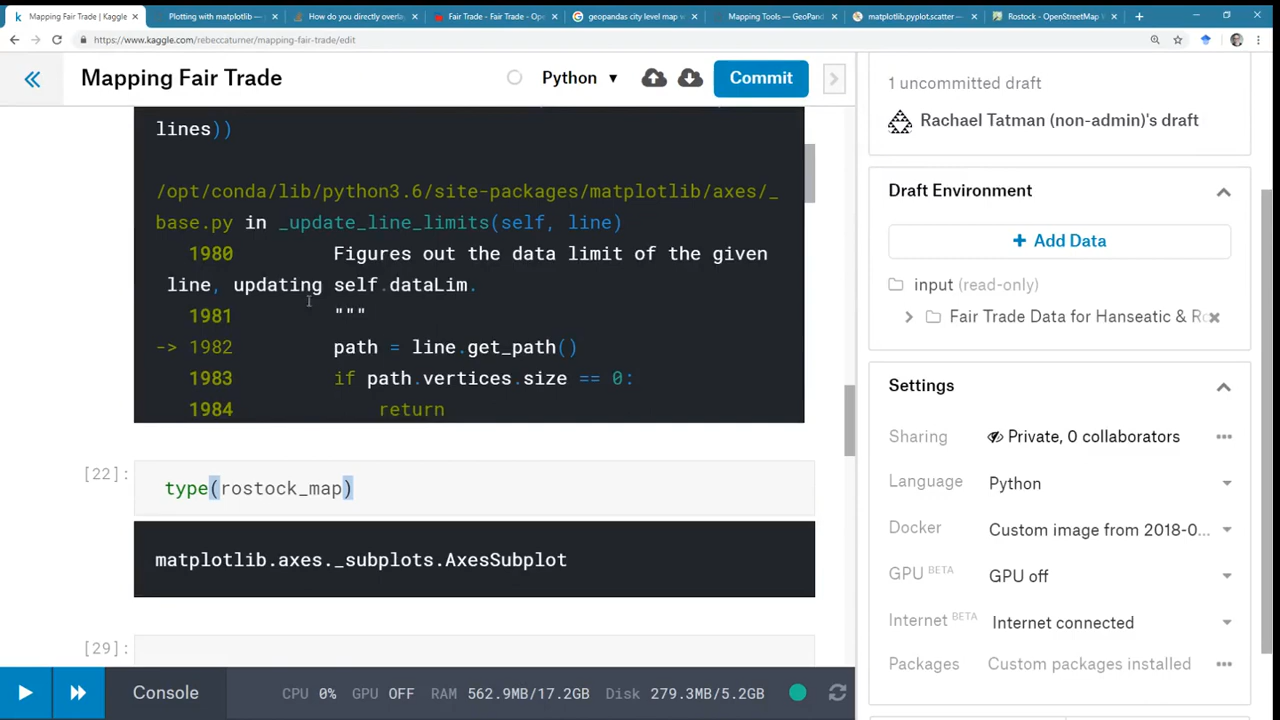 Mapping Fair Trade | Kaggle
Plotting with matplotlib —
How do you directly overlay
Fair Trade - Fair Trade - Op
geopandas city level map w
Mapping Tools — GeoPand
matplotlib.pyplot.scatter —
Rostock - OpenStreetMap W
https://www.kaggle.com/rebeccaturner/mapping-fair-trade/edit
Mapping Fair Trade
Python
Commit
lines))
/opt/conda/lib/python3.6/site-packages/matplotlib/axes/_
base.py in _update_line_limits(self, line)
1980 Figures out the data limit of the given
line, updating self.dataLim.
1981 """
-> 1982 path = line.get_path()
1983 if path.vertices.size == 0:
1984 return
[22]: type(rostock_map)
matplotlib.axes._subplots.AxesSubplot
[29]:
Console
CPU 0% GPU OFF RAM 562.9MB/17.2GB Disk 279.3MB/5.2GB
1 uncommitted draft
Rachael Tatman (non-admin)'s draft
Draft Environment
+ Add Data
input (read-only)
Fair Trade Data for Hanseatic & Ro
Settings
Sharing Private, 0 collaborators
Language Python
Docker Custom image from 2018-0...
GPU BETA GPU off
Internet BETA Internet connected
Packages Custom packages installed